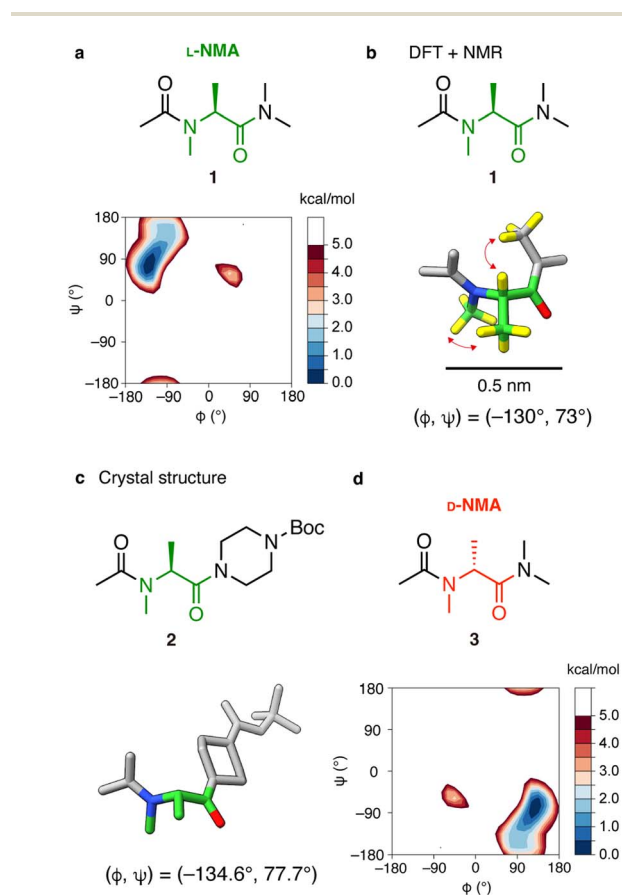 a
L-NMA
O
N
N
O
1
kcal/mol
180
90
0
−90
−180
ψ (°)
−180 −90 0 90 180
ϕ (°)
5.0
4.0
3.0
2.0
1.0
0.0
b DFT + NMR
O
N
N
O
1
0.5 nm
(ϕ, ψ) = (−130°, 73°)
c Crystal structure
O
N
N
N
Boc
O
2
(ϕ, ψ) = (−134.6°, 77.7°)
d
D-NMA
O
N
N
O
3
kcal/mol
180
90
0
−90
−180
ψ (°)
−180 −90 0 90 180
ϕ (°)
5.0
4.0
3.0
2.0
1.0
0.0